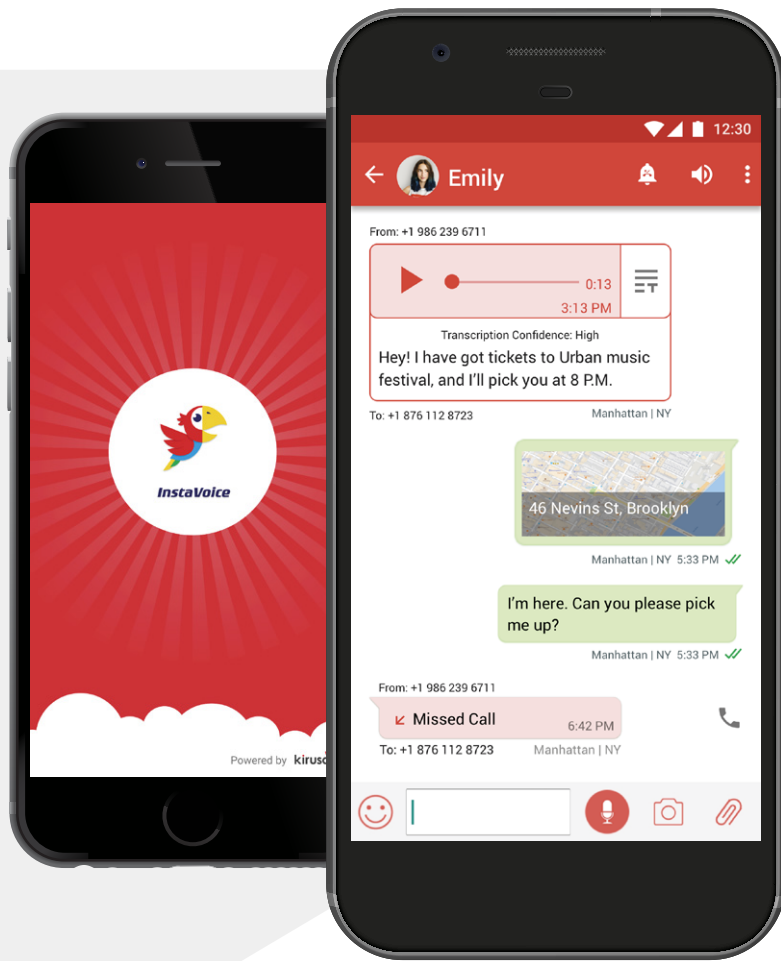 InstaVoice
Powered by kirus
12:30
Emily
From: +1 986 239 6711
0:13
3:13 PM
T
Transcription Confidence: High
Hey! I have got tickets to Urban music
festival, and I'll pick you at 8 P.M.
To: +1 876 112 8723
Manhattan | NY
46 Nevins St, Brooklyn
Manhattan | NY 5:33 PM
I'm here. Can you please pick
me up?
Manhattan | NY 5:33 PM
From: +1 986 239 6711
Missed Call
6:42 PM
To: +1 876 112 8723
Manhattan | NY